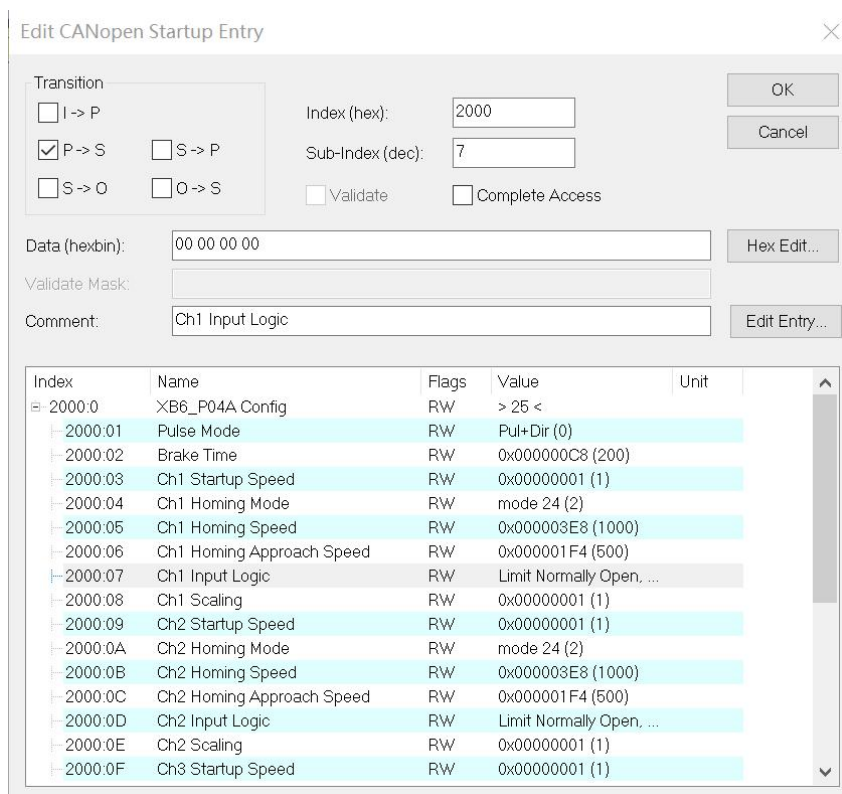 Edit CANopen Startup Entry
Transition
I -> P
P -> S
S -> P
S -> O
O -> S
Index (hex):
2000
Sub-Index (dec):
7
Validate
Complete Access
OK
Cancel
Data (hexbin):
00 00 00 00
Hex Edit...
Validate Mask:
Comment:
Ch1 Input Logic
Edit Entry...
Index Name Flags Value Unit
2000:0 XB6_P04A Config RW > 25 <
2000:01 Pulse Mode RW Pul+Dir (0)
2000:02 Brake Time RW 0x000000C8 (200)
2000:03 Ch1 Startup Speed RW 0x00000001 (1)
2000:04 Ch1 Homing Mode RW mode 24 (2)
2000:05 Ch1 Homing Speed RW 0x000003E8 (1000)
2000:06 Ch1 Homing Approach Speed RW 0x000001F4 (500)
2000:07 Ch1 Input Logic RW Limit Normally Open, ...
2000:08 Ch1 Scaling RW 0x00000001 (1)
2000:09 Ch2 Startup Speed RW 0x00000001 (1)
2000:0A Ch2 Homing Mode RW mode 24 (2)
2000:0B Ch2 Homing Speed RW 0x000003E8 (1000)
2000:0C Ch2 Homing Approach Speed RW 0x000001F4 (500)
2000:0D Ch2 Input Logic RW Limit Normally Open, ...
2000:0E Ch2 Scaling RW 0x00000001 (1)
2000:0F Ch3 Startup Speed RW 0x00000001 (1)